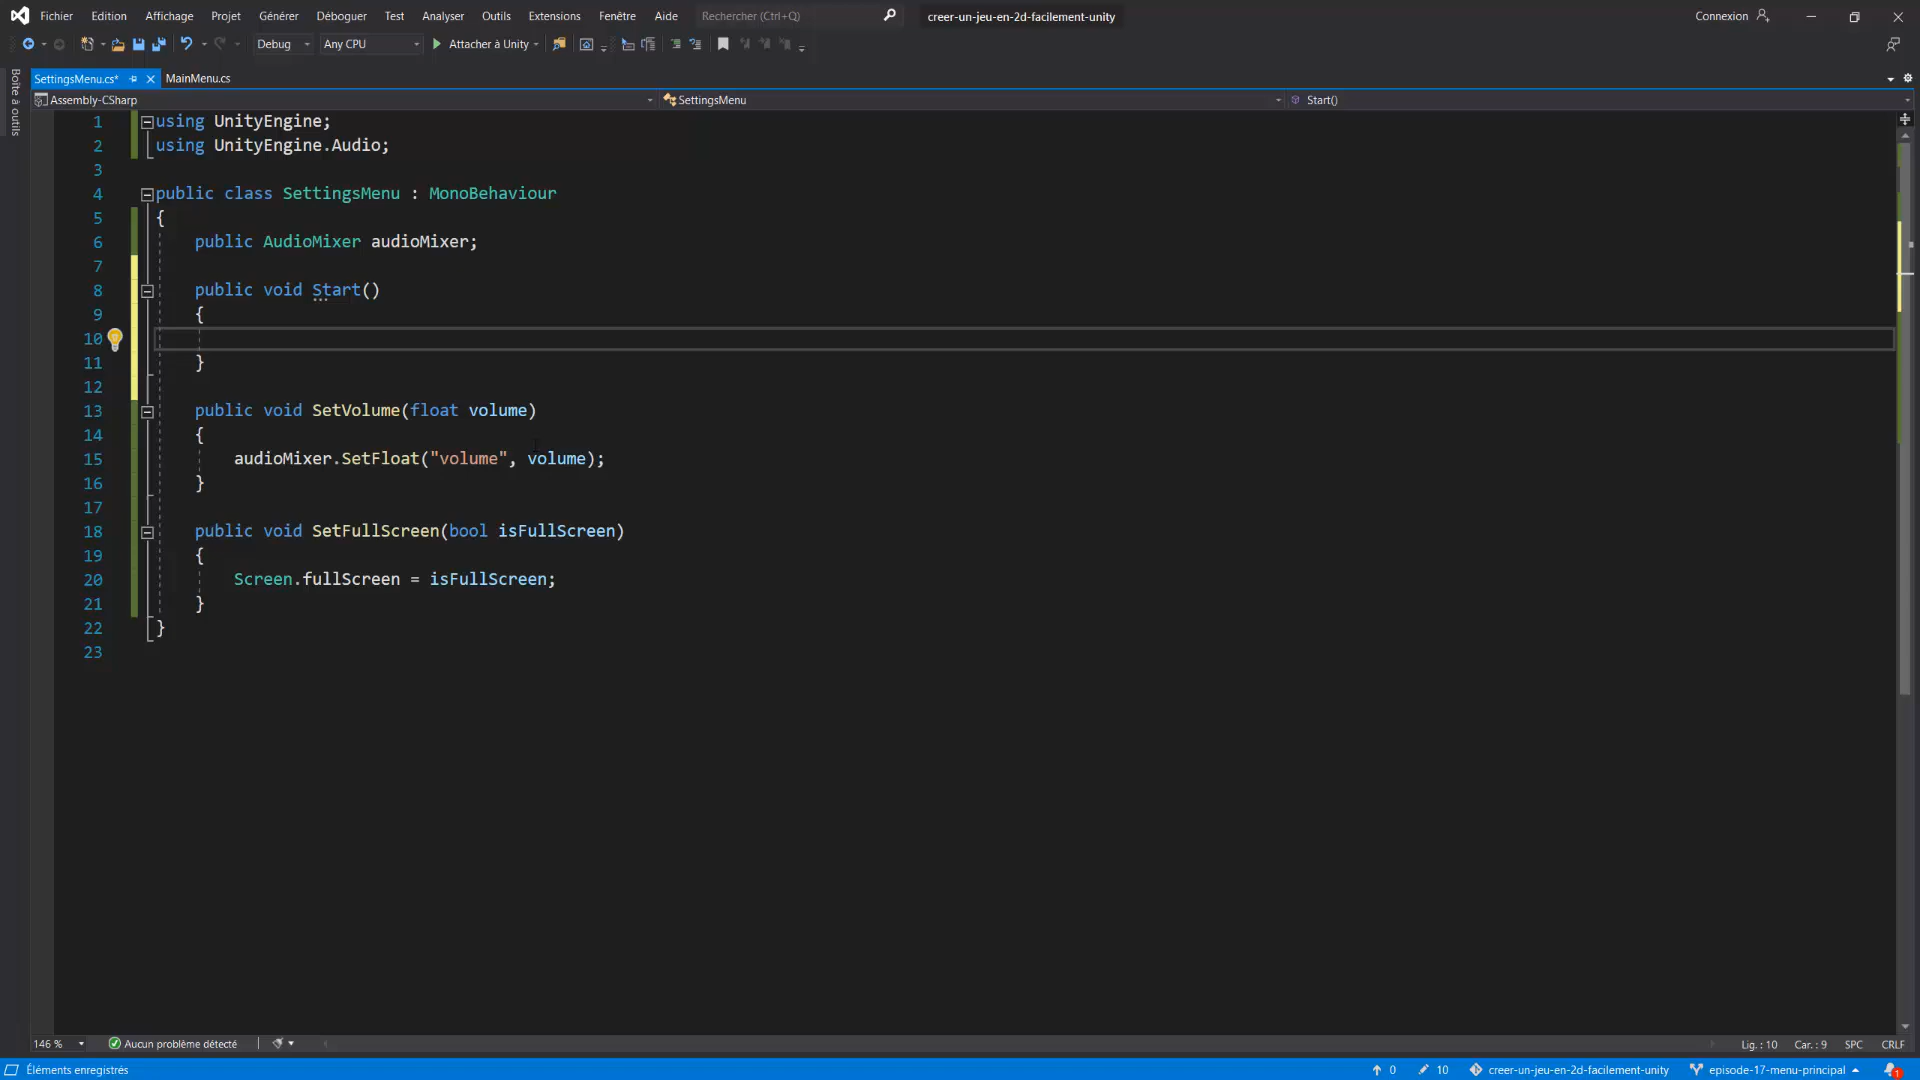 Fichier Edition Affichage Projet Générer Déboguer Test Analyser Outils Extensions Fenêtre Aide Rechercher (Ctrl+Q) creer-un-jeu-en-2d-facilement-unity Connexion
Debug Any CPU Attacher à Unity
Boîte à outils
SettingsMenu.cs* MainMenu.cs
Assembly-CSharp SettingsMenu Start()
1 using UnityEngine;
2 using UnityEngine.Audio;
3
4 public class SettingsMenu : MonoBehaviour
5 {
6 public AudioMixer audioMixer;
7
8 public void Start()
9 {
10
11 }
12
13 public void SetVolume(float volume)
14 {
15 audioMixer.SetFloat("volume", volume);
16 }
17
18 public void SetFullScreen(bool isFullScreen)
19 {
20 Screen.fullScreen = isFullScreen;
21 }
22 }
23
146 % Aucun problème détecté Lig. : 10 Car. : 9 SPC CRLF
Éléments enregistrés 0 10 creer-un-jeu-en-2d-facilement-unity episode-17-menu-principal 1